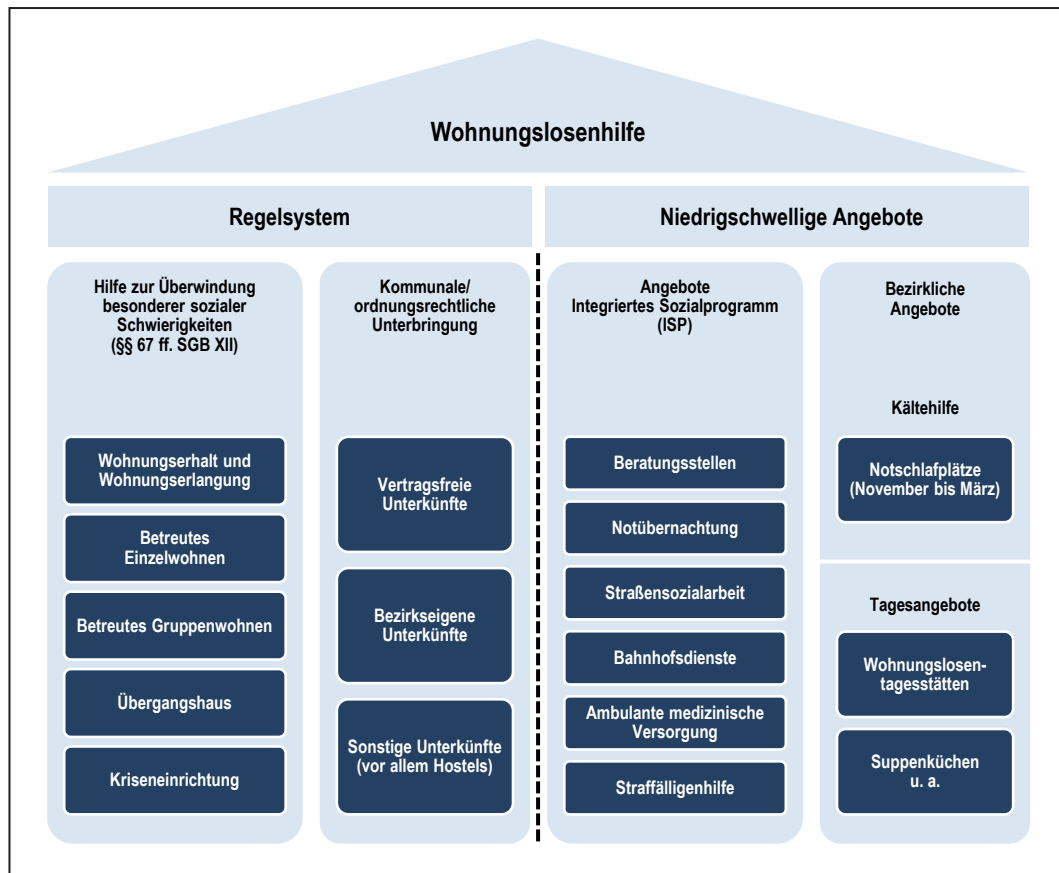 Wohnungslosenhilfe
Regelsystem
Niedrigschwellige Angebote
Hilfe zur Überwindung
besonderer sozialer
Schwierigkeiten
(§§ 67 ff. SGB XII)
Wohnungserhalt und
Wohnungserlangung
Betreutes
Einzelwohnen
Betreutes Gruppenwohnen
Übergangshaus
Kriseneinrichtung
Kommunale/
ordnungsrechtliche
Unterbringung
Vertragsfreie
Unterkünfte
Bezirkseigene
Unterkünfte
Sonstige Unterkünfte
(vor allem Hostels)
Angebote
Integriertes Sozialprogramm
(ISP)
Beratungsstellen
Notübernachtung
Straßensozialarbeit
Bahnhofsdienste
Ambulante medizinische
Versorgung
Straffälligenhilfe
Bezirkliche
Angebote
Kältehilfe
Notschlafplätze
(November bis März)
Tagesangebote
Wohnungslosen-
tagesstätten
Suppenküchen
u. a.